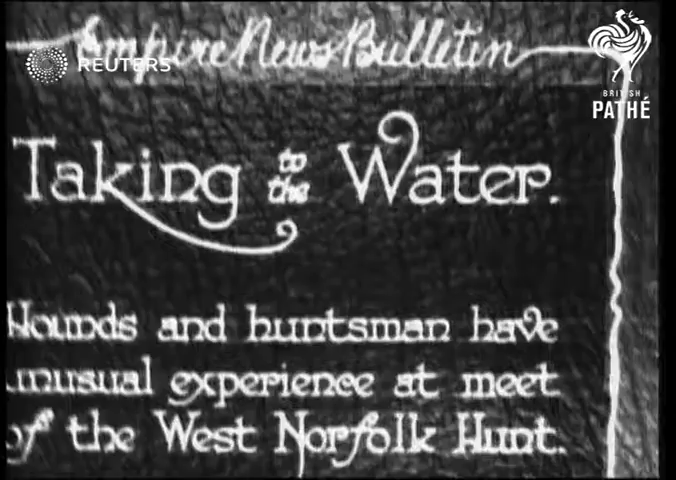 Empire News Bulletin
REUTERS
BRITISH
PATHÉ
Taking to the Water.
Hounds and huntsman have
unusual experience at meet
of the West Norfolk Hunt.